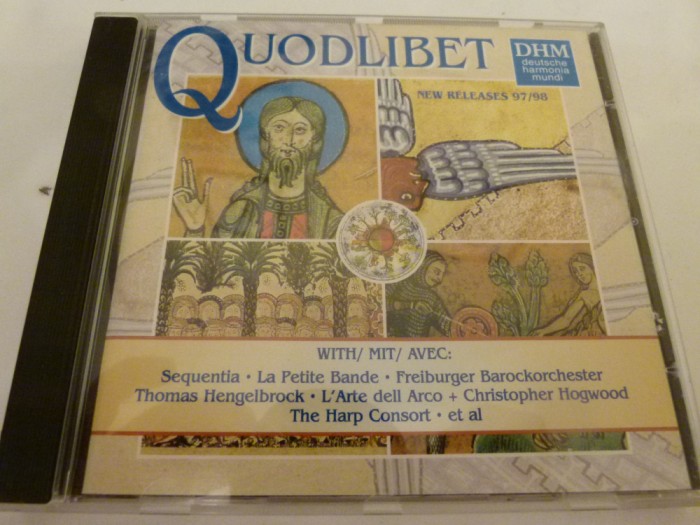 QUODLIBET
DHM
deutsche
harmonia
mundi
NEW RELEASES 97/98
WITH/ MIT/ AVEC:
Sequentia · La Petite Bande · Freiburger Barockorchester
Thomas Hengelbrock · L'Arte dell Arco + Christopher Hogwood
The Harp Consort · et al